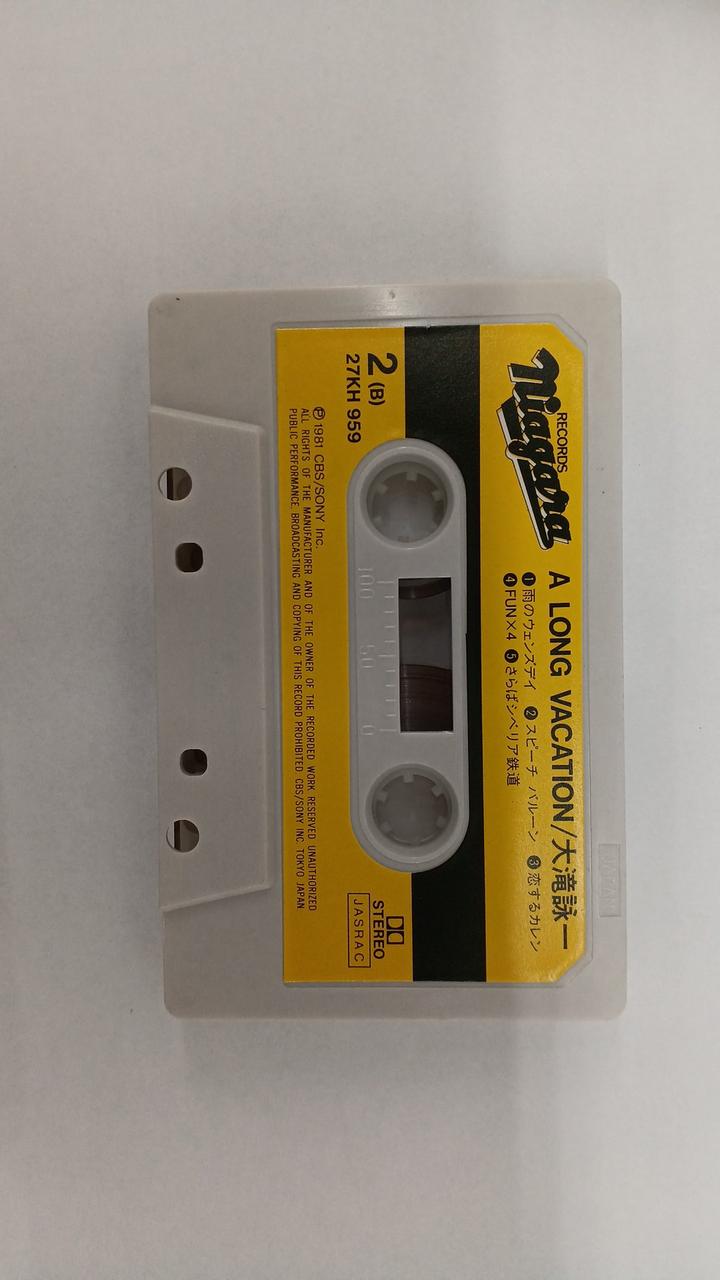 Niagara
RECORDS
A LONG VACATION/大滝詠一
❶雨のウェンズデイ ❷スピーチ バルーン ❸恋するカレン
❹FUN×4 ❺さらばシベリア鉄道
JAPAN
2 (B)
27KH 959
100 50 0
STEREO
JASRAC
Ⓟ1981 CBS/SONY Inc.
ALL RIGHTS OF THE MANUFACTURER AND OF THE OWNER OF THE RECORDED WORK RESERVED UNAUTHORIZED
PUBLIC PERFORMANCE BROADCASTING AND COPYING OF THIS RECORD PROHIBITED CBS/SONY INC. TOKYO JAPAN